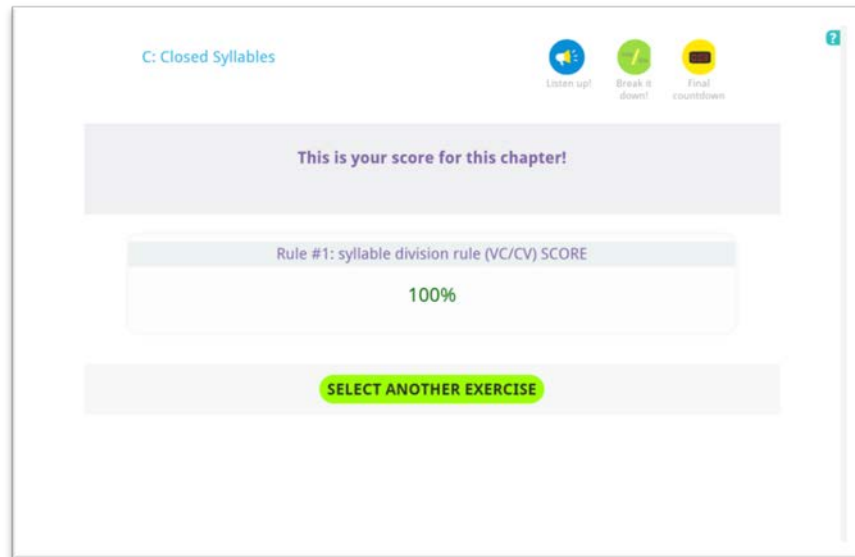 C: Closed Syllables
Listen up!
Break it
down!
Final
countdown
?
This is your score for this chapter!
Rule #1: syllable division rule (VC/CV) SCORE
100%
SELECT ANOTHER EXERCISE